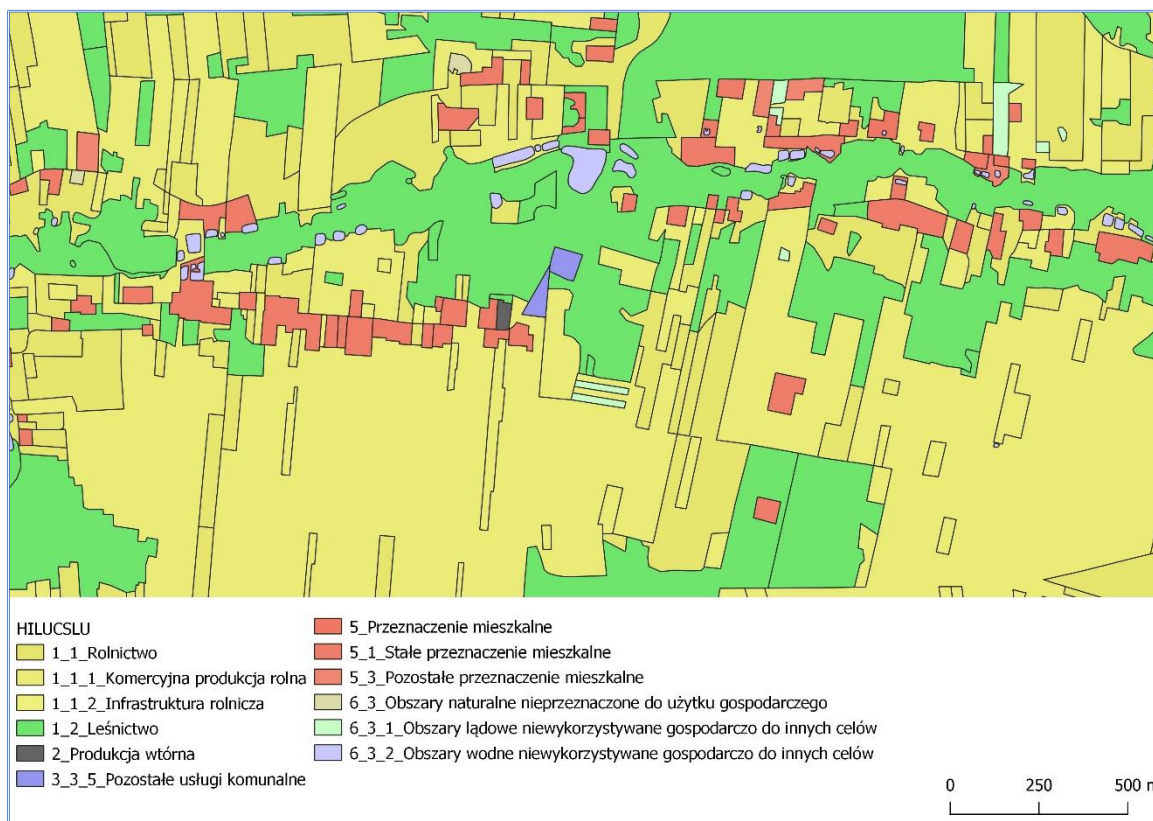 HILUCSLU
1_1_Rolnictwo
1_1_1_Komercyjna produkcja rolna
1_1_2_Infrastruktura rolnicza
1_2_Leśnictwo
2_Produkcja wtórna
3_3_5_Pozostałe usługi komunalne
5_Przeznaczenie mieszkalne
5_1_Stałe przeznaczenie mieszkalne
5_3_Pozostałe przeznaczenie mieszkalne
6_3_Obszary naturalne nieprzeznaczone do użytku gospodarczego
6_3_1_Obszary lądowe niewykorzystywane gospodarczo do innych celów
6_3_2_Obszary wodne niewykorzystywane gospodarczo do innych celów
0 250 500 m